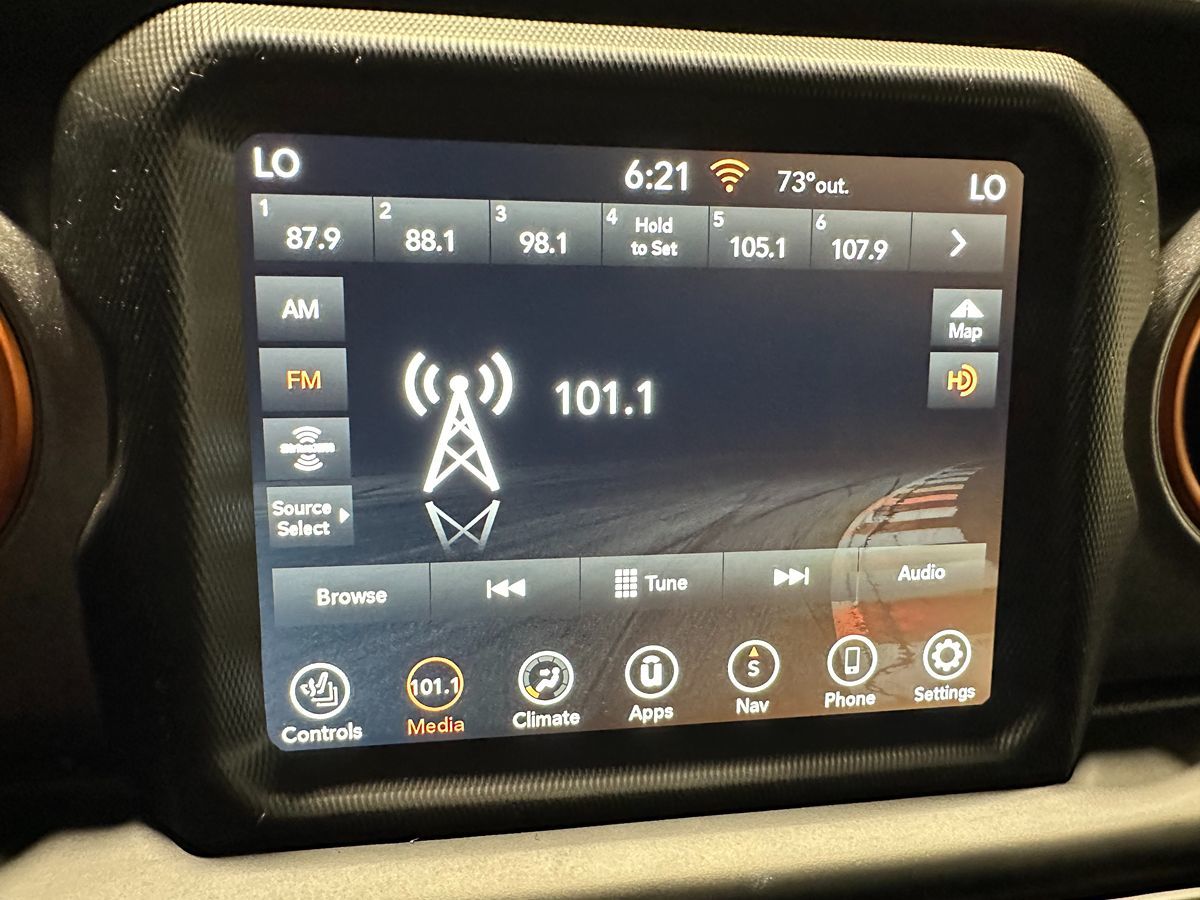 LO 6:21 73°out. LO
1 87.9
2 88.1
3 98.1
4 Hold
to Set
5 105.1
6 107.9
AM
Map
FM
101.1
HD
siriusxm
Source
Select
Browse
Tune
Audio
Controls
101.1
Media
Climate
U
Apps
S
Nav
Phone
Settings